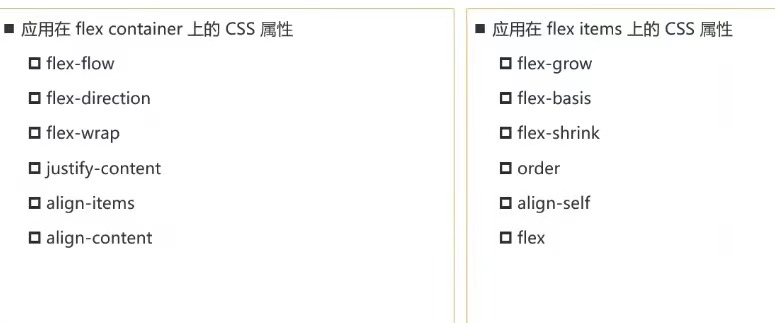 ■ 应用在 flex container 上的 CSS 属性
□ flex-flow
□ flex-direction
□ flex-wrap
□ justify-content
□ align-items
□ align-content
■ 应用在 flex items 上的 CSS 属性
□ flex-grow
□ flex-basis
□ flex-shrink
□ order
□ align-self
□ flex